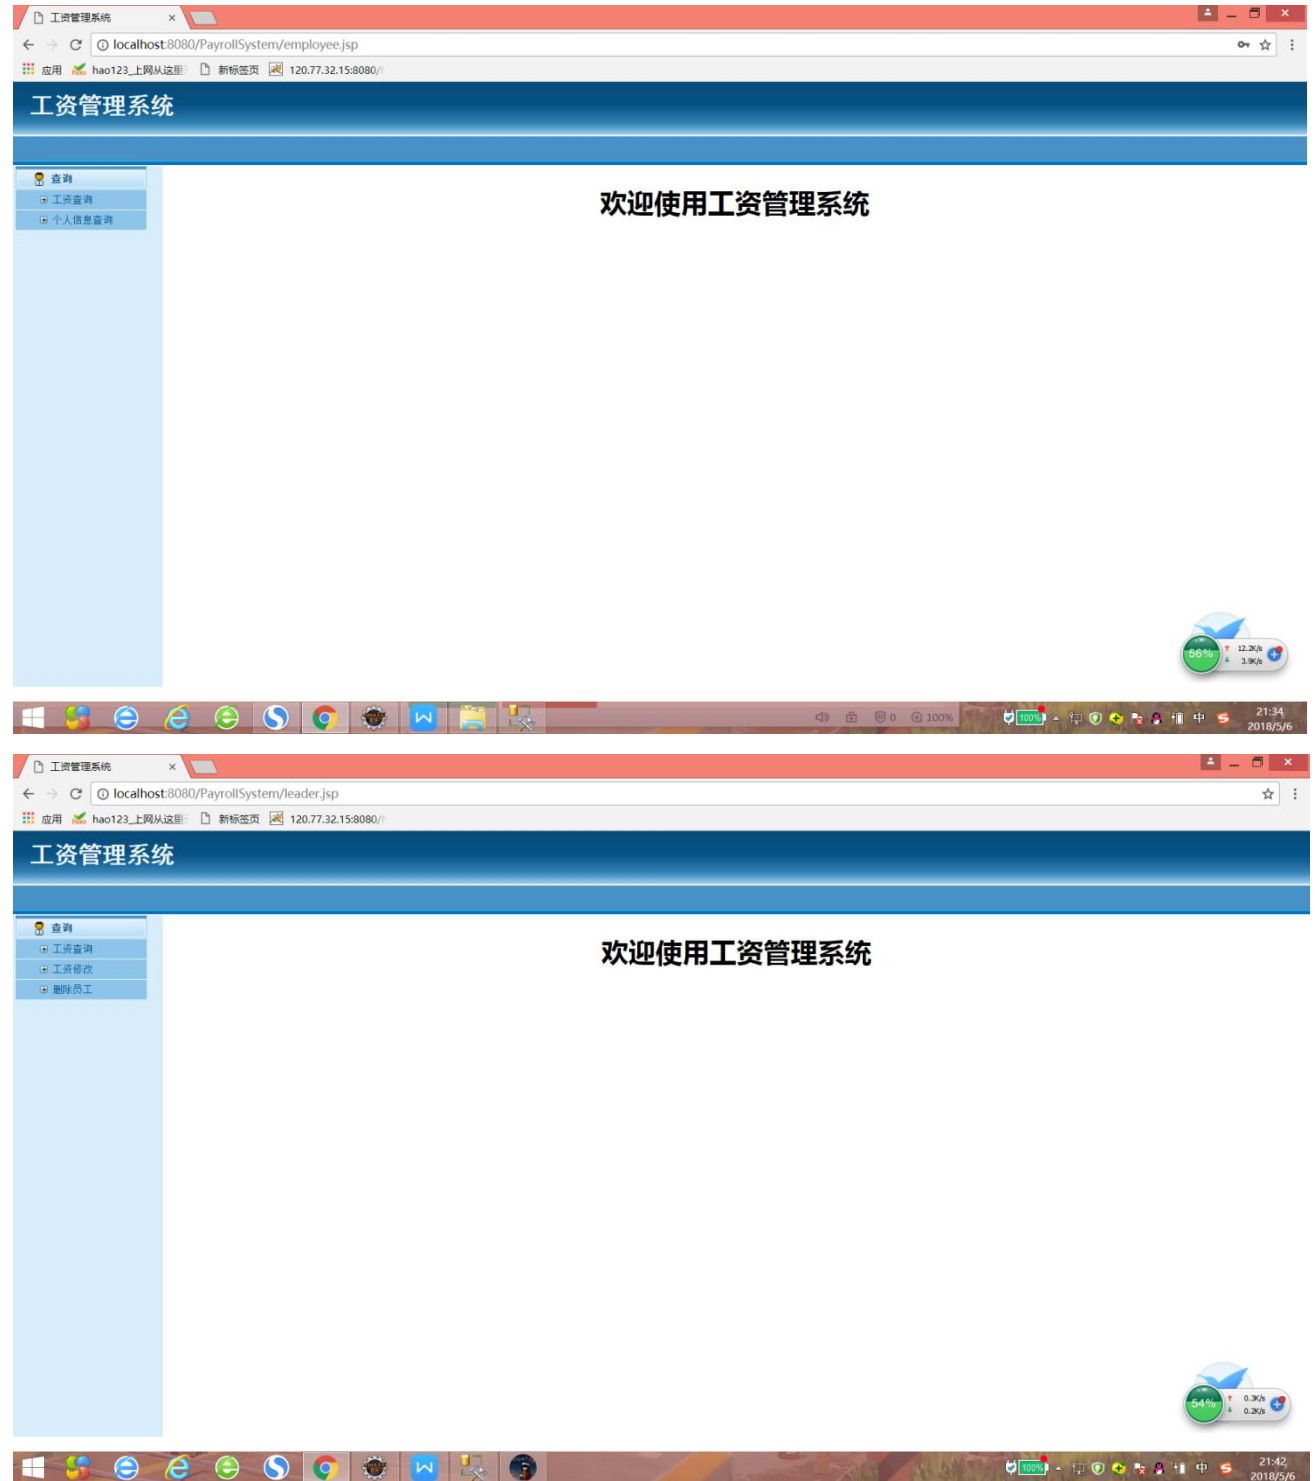 工资管理系统
localhost:8080/PayrollSystem/employee.jsp
应用 hao123_上网从这里 新标签页 120.77.32.15:8080/
工资管理系统
查询
工资查询
个人信息查询
欢迎使用工资管理系统
56% 12.2K/s
3.9K/s
0 100% 100% 中 21:34
2018/5/6
工资管理系统
localhost:8080/PayrollSystem/leader.jsp
应用 hao123_上网从这里 新标签页 120.77.32.15:8080/
工资管理系统
查询
工资查询
工资修改
删除员工
欢迎使用工资管理系统
54% 0.3K/s
0.2K/s
100% 中 21:42
2018/5/6